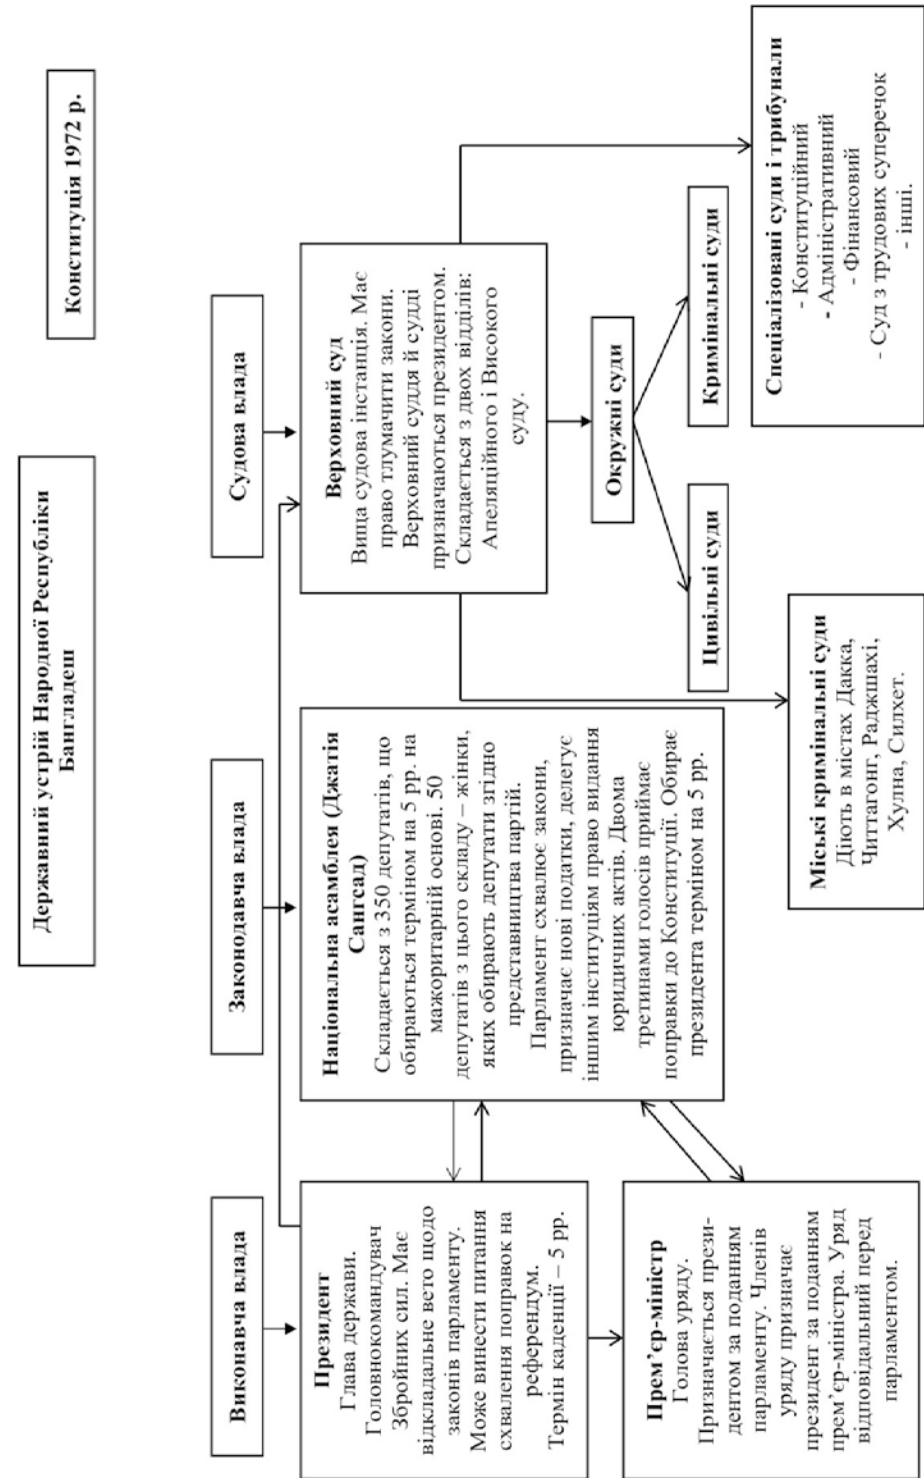 Державний устрій Народної Республіки
Бангладеш
Конституція 1972 р.
Виконавча влада
Законодавча влада
Судова влада
Президент
Глава держави.
Головнокомандувач
Збройних сил. Має
відкладальне вето щодо
законів парламенту.
Може винести питання
схвалення поправок на
референдум.
Термін каденції – 5 рр.
Національна асамблея (Джатія
Сангсад)
Складається з 350 депутатів, що
обираються терміном на 5 рр. на
мажоритарній основі. 50
депутатів з цього складу – жінки,
яких обирають депутати згідно
представництва партій.
Парламент схвалює закони,
призначає нові податки, делегує
іншим інституціям право видання
юридичних актів. Двома
третинами голосів приймає
поправки до Конституції. Обирає
президента терміном на 5 рр.
Верховний суд
Вища судова інстанція. Має
право тлумачити закони.
Верховний суддя й судді
призначаються президентом.
Складається з двох відділів:
Апеляційного і Високого
суду.
Окружні суди
Прем’єр-міністр
Голова уряду.
Призначається прези-
дентом за поданням
парламенту. Членів
уряду призначає
президент за поданням
прем’єр-міністра. Уряд
відповідальний перед
парламентом.
Цивільні суди
Кримінальні суди
Міські кримінальні суди
Діють в містах Дакка,
Читтагонг, Раджшахі,
Хулна, Силхет.
Спеціалізовані суди і трибунали
- Конституційний
- Адміністративний
- Фінансовий
- Суд з трудових суперечок
- інші.